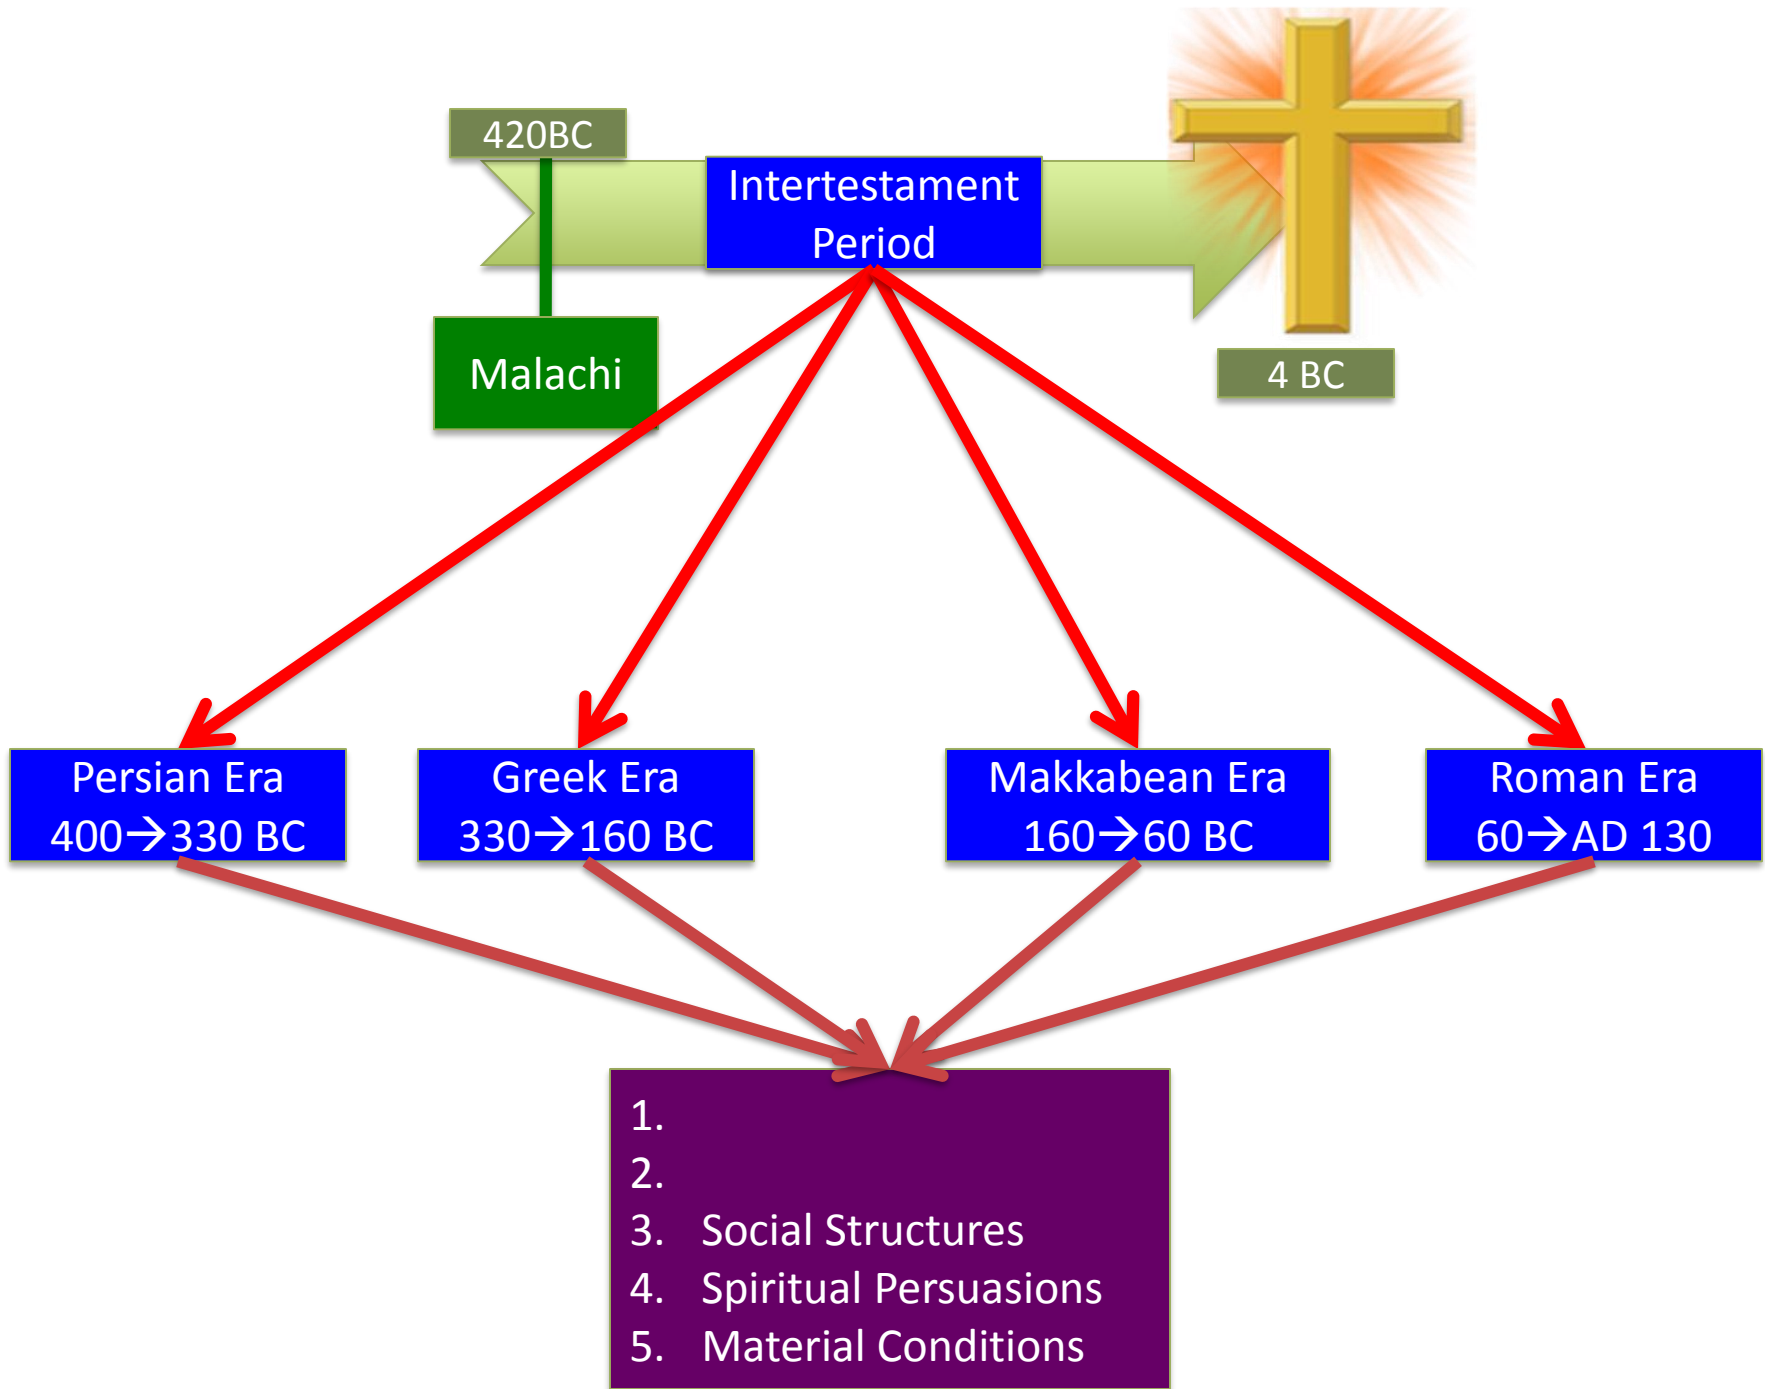 420BC
Intertestament
Period
Malachi
4 BC
Persian Era
400→330 BC
Greek Era
330→160 BC
Makkabean Era
160→60 BC
Roman Era
60→AD 130
1.
2.
3. Social Structures
4. Spiritual Persuasions
5. Material Conditions